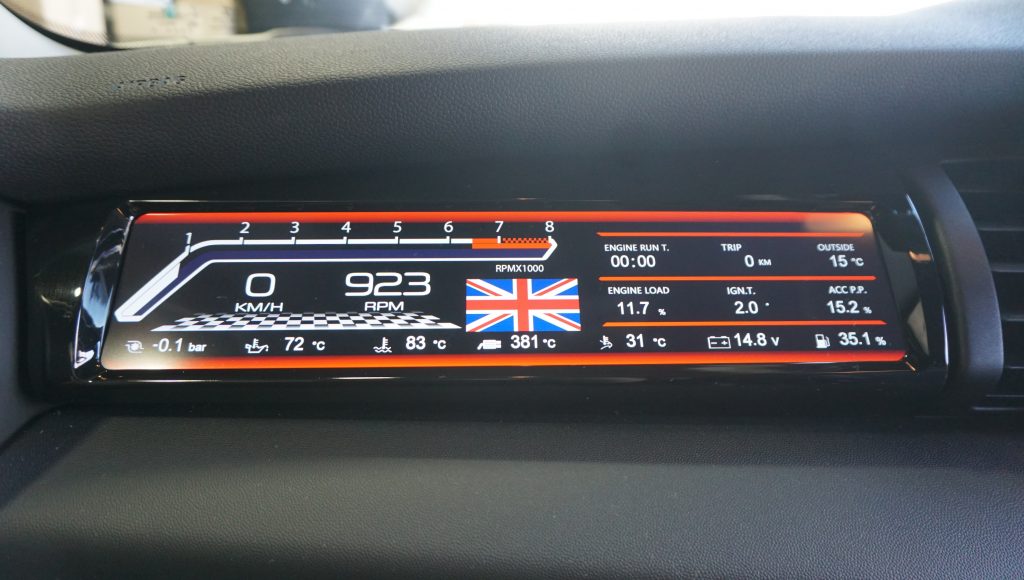 AIRBAG
1 2 3 4 5 6 7 8
RPMX1000
0
KM/H
923
RPM
ENGINE RUN T. TRIP OUTSIDE
00:00 0 KM 15 °C
ENGINE LOAD IGN.T. ACC P.P.
11.7 % 2.0 ° 15.2 %
-0.1 bar 72 °C 83 °C 381 °C 31 °C 14.8 V 35.1 %